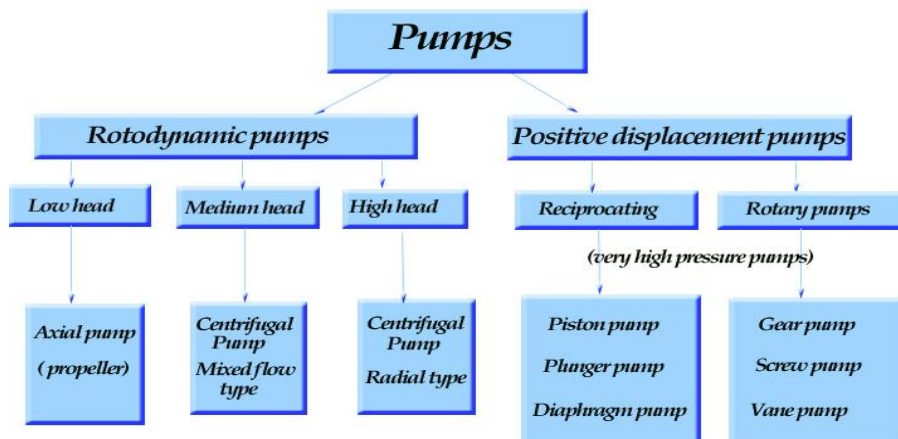 Pumps
Rotodynamic pumps
Positive displacement pumps
Low head
Medium head
High head
Reciprocating
Rotary pumps
(very high pressure pumps)
Axial pump
( propeller)
Centrifugal
Pump
Mixed flow
type
Centrifugal
Pump
Radial type
Piston pump
Plunger pump
Diaphragm pump
Gear pump
Screw pump
Vane pump